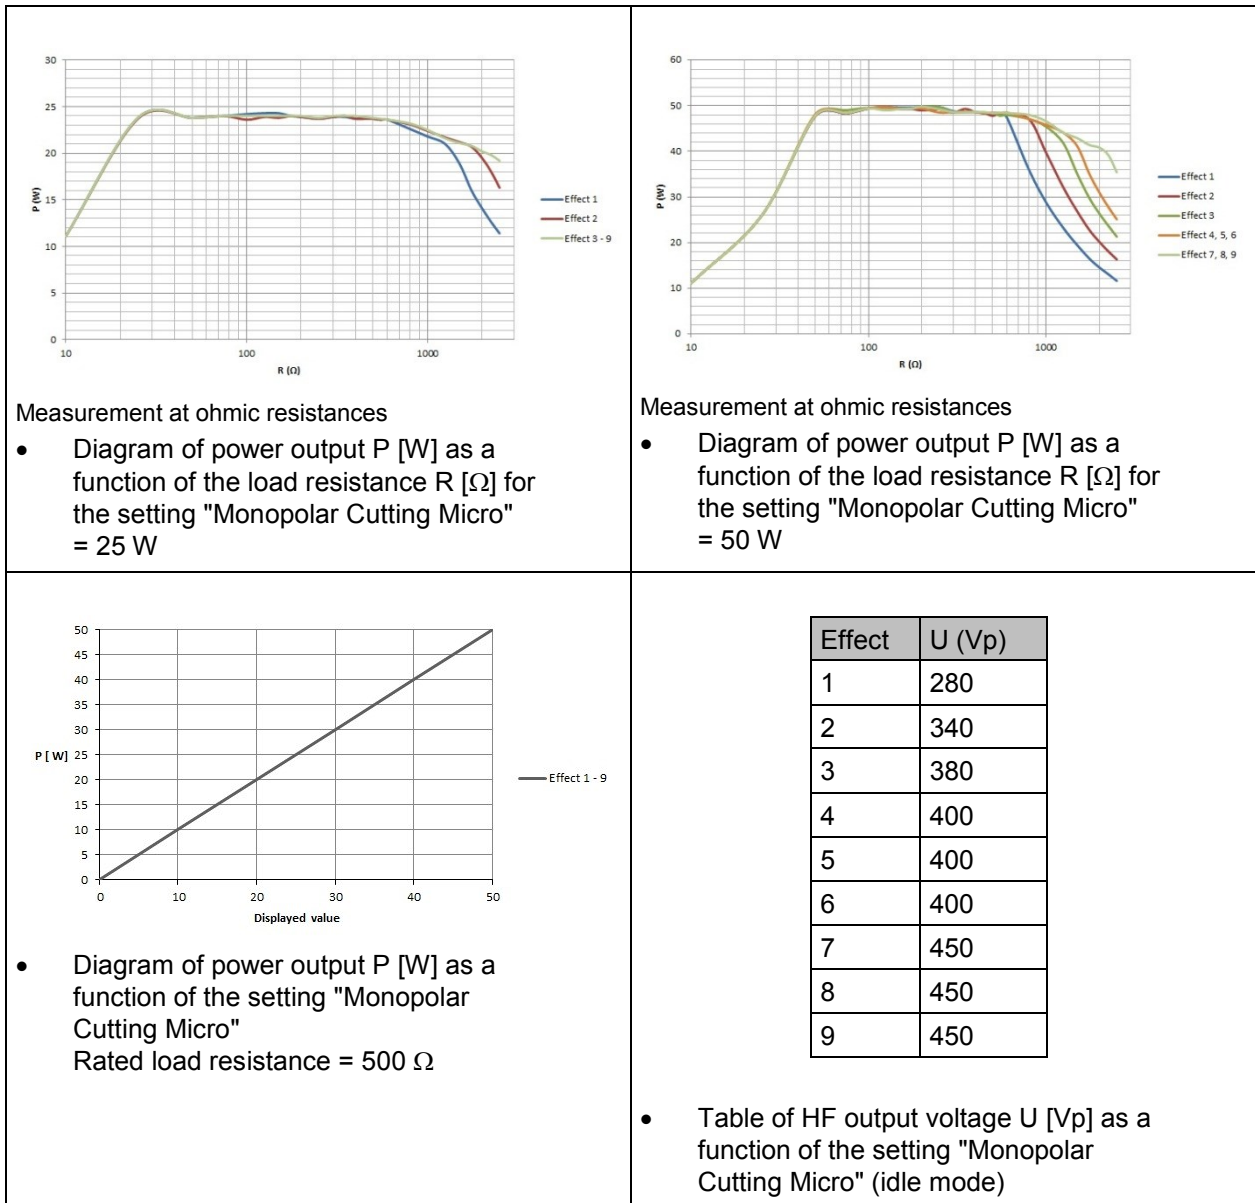 30
25
20
15
10
5
0
P (W)
10
100
1000
R (Ω)
Effect 1
Effect 2
Effect 3 - 9
Measurement at ohmic resistances
• Diagram of power output P [W] as a
function of the load resistance R [Ω] for
the setting "Monopolar Cutting Micro"
= 25 W
60
50
40
30
20
10
0
P (W)
10
100
1000
R (Ω)
Effect 1
Effect 2
Effect 3
Effect 4, 5, 6
Effect 7, 8, 9
Measurement at ohmic resistances
• Diagram of power output P [W] as a
function of the load resistance R [Ω] for
the setting "Monopolar Cutting Micro"
= 50 W
50
45
40
35
30
P [ W] 25
20
15
10
5
0
0 10 20 30 40 50
Displayed value
Effect 1 - 9
• Diagram of power output P [W] as a
function of the setting "Monopolar
Cutting Micro"
Rated load resistance = 500 Ω
Effect U (Vp)
1 280
2 340
3 380
4 400
5 400
6 400
7 450
8 450
9 450
• Table of HF output voltage U [Vp] as a
function of the setting "Monopolar
Cutting Micro" (idle mode)